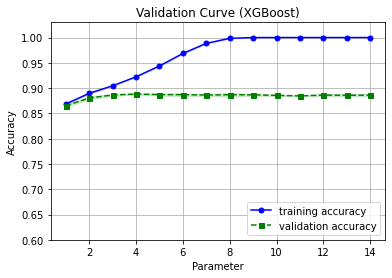 Validation Curve (XGBoost)
1.00
0.95
0.90
0.85
0.80
0.75
0.70
0.65
0.60
Accuracy
2 4 6 8 10 12 14
Parameter
training accuracy
validation accuracy